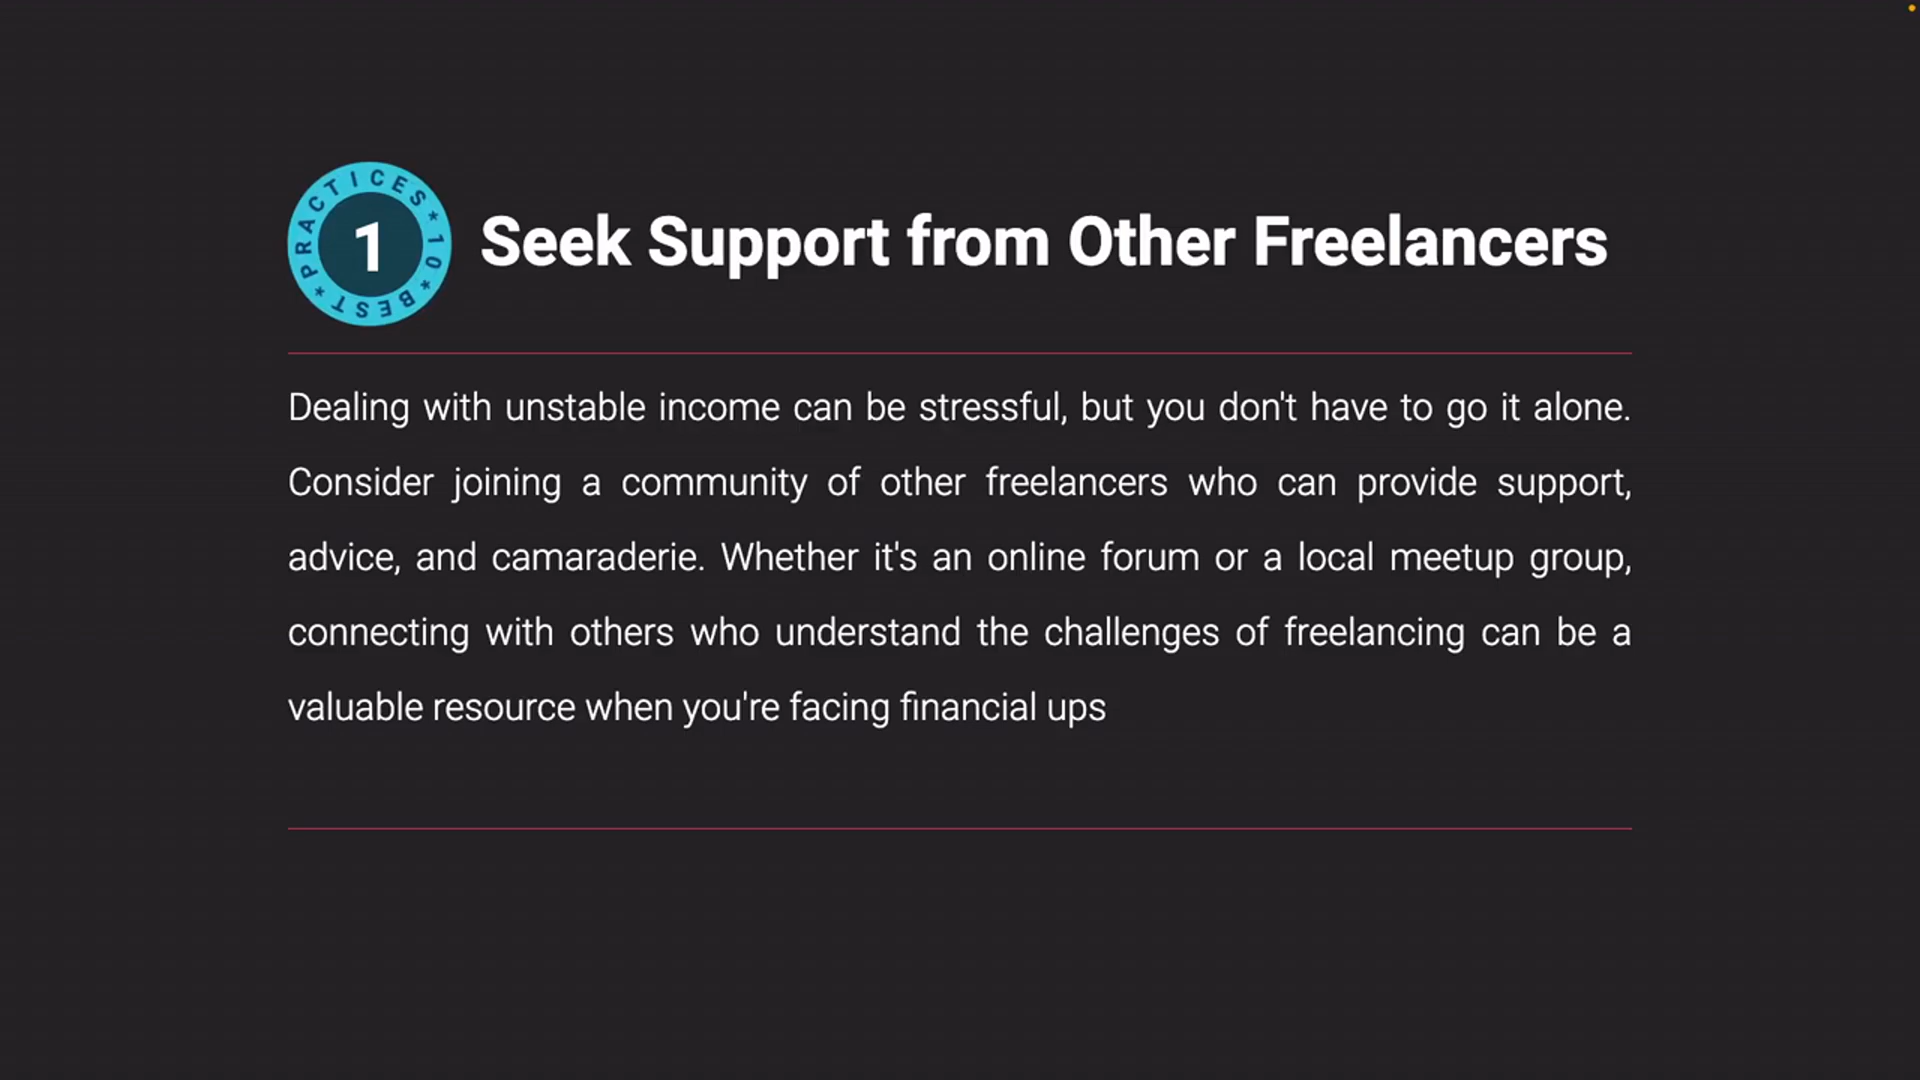 PRACTICES * 10 * BEST *
1
Seek Support from Other Freelancers
Dealing with unstable income can be stressful, but you don't have to go it alone.
Consider joining a community of other freelancers who can provide support,
advice, and camaraderie. Whether it's an online forum or a local meetup group,
connecting with others who understand the challenges of freelancing can be a
valuable resource when you're facing financial ups